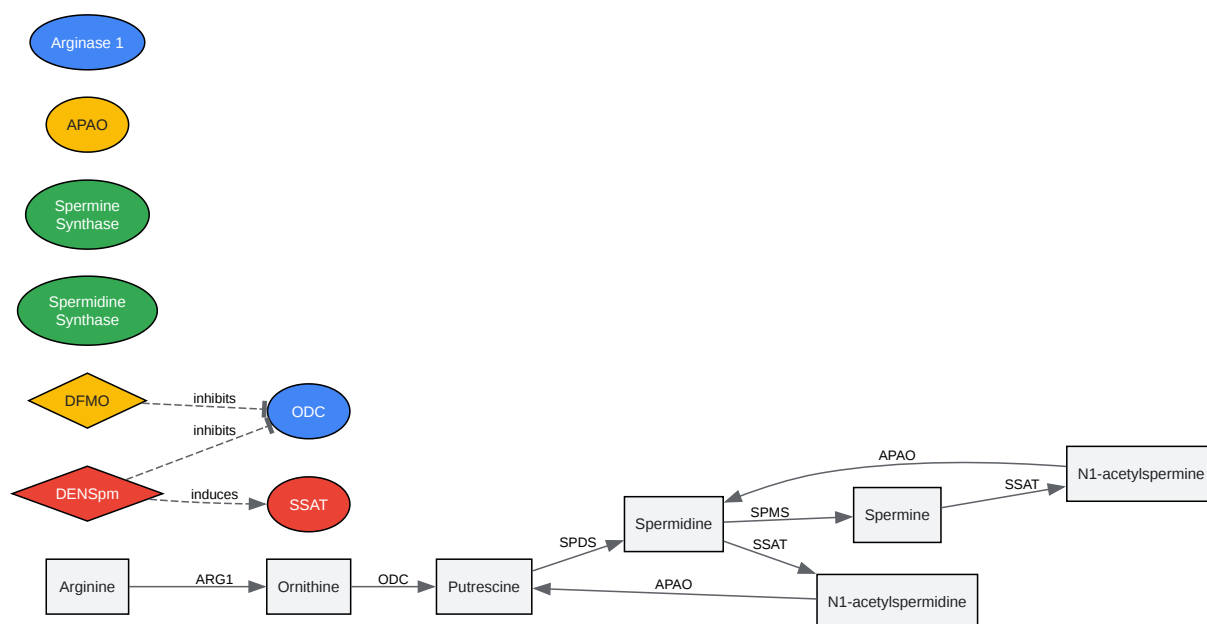 Arginase 1
APAO
Spermine
Synthase
Spermidine
Synthase
DFMO
inhibits
ODC
inhibits
DENSpm
induces
SSAT
APAO
N1-acetylspermine
SSAT
Spermine
SPMS
Spermidine
SPDS
SSAT
Arginine
ARG1
Ornithine
ODC
Putrescine
APAO
N1-acetylspermidine